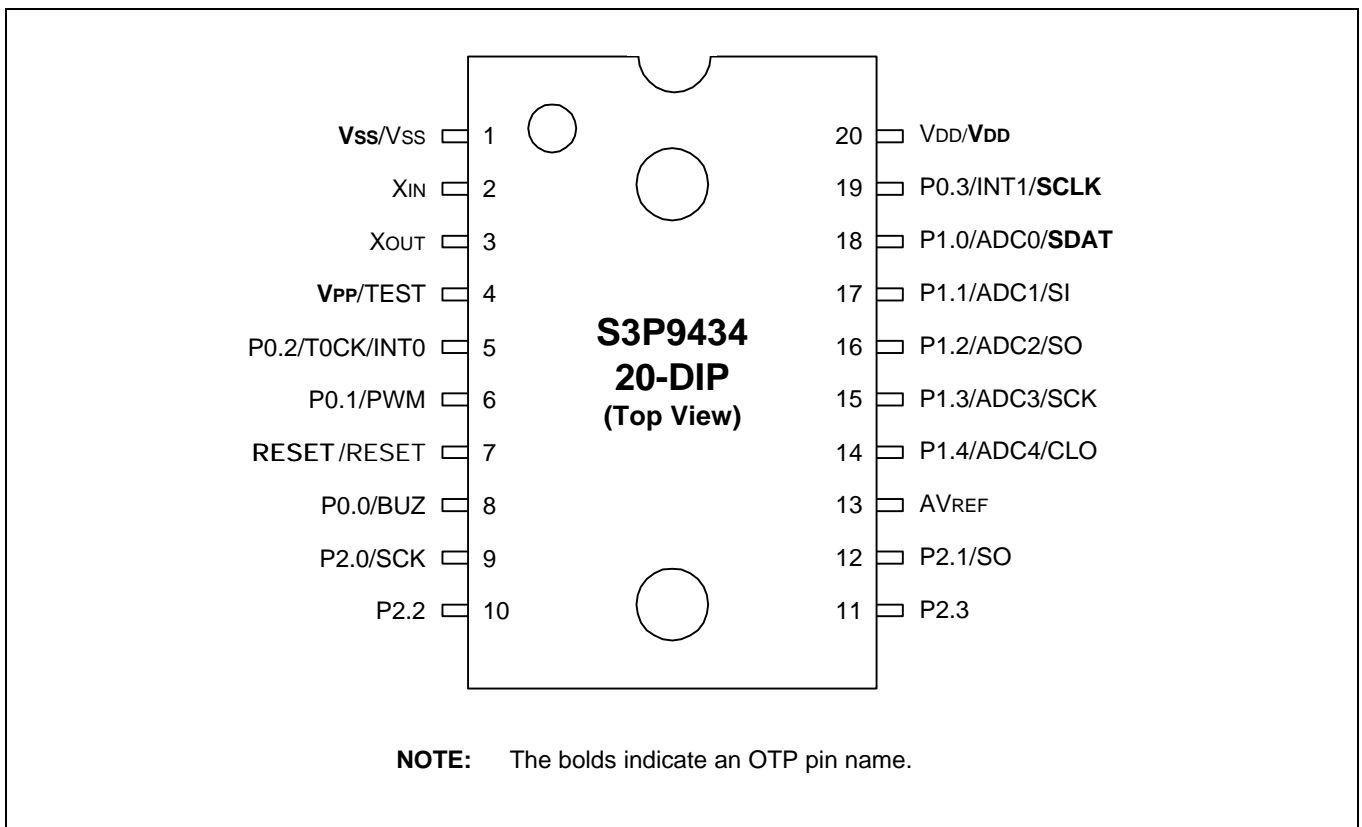 Vss/Vss 1
XIN 2
XOUT 3
VPP/TEST 4
P0.2/T0CK/INT0 5
P0.1/PWM 6
RESET/RESET 7
P0.0/BUZ 8
P2.0/SCK 9
P2.2 10
S3P9434
20-DIP
(Top View)
20 VDD/VDD
19 P0.3/INT1/SCLK
18 P1.0/ADC0/SDAT
17 P1.1/ADC1/SI
16 P1.2/ADC2/SO
15 P1.3/ADC3/SCK
14 P1.4/ADC4/CLO
13 AVREF
12 P2.1/SO
11 P2.3
NOTE: The bolds indicate an OTP pin name.